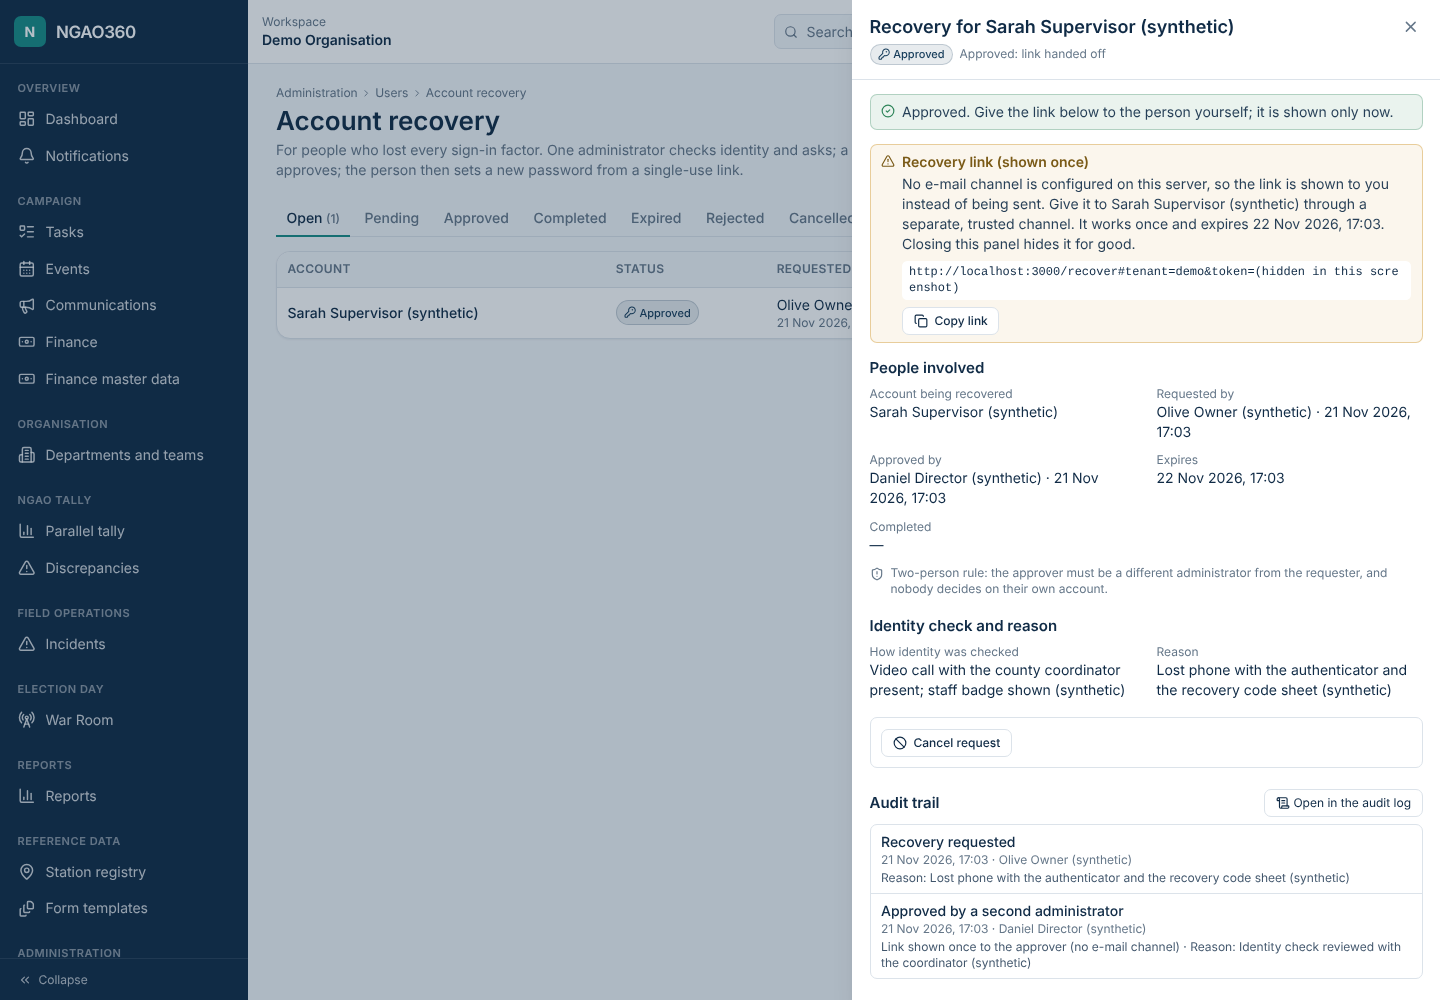 N NGAO360
OVERVIEW
Dashboard
Notifications
CAMPAIGN
Tasks
Events
Communications
Finance
Finance master data
ORGANISATION
Departments and teams
NGAO TALLY
Parallel tally
Discrepancies
FIELD OPERATIONS
Incidents
ELECTION DAY
War Room
REPORTS
Reports
REFERENCE DATA
Station registry
Form templates
ADMINISTRATION
Collapse
Workspace
Demo Organisation
Search
Administration > Users > Account recovery
Account recovery
For people who lost every sign-in factor. One administrator checks identity and asks; a
approves; the person then sets a new password from a single-use link.
Open (1) Pending Approved Completed Expired Rejected Cancelled
ACCOUNT STATUS REQUESTED
Sarah Supervisor (synthetic) Approved Olive Owne
21 Nov 2026,
Recovery for Sarah Supervisor (synthetic)
Approved Approved: link handed off
Approved. Give the link below to the person yourself; it is shown only now.
Recovery link (shown once)
No e-mail channel is configured on this server, so the link is shown to you
instead of being sent. Give it to Sarah Supervisor (synthetic) through a
separate, trusted channel. It works once and expires 22 Nov 2026, 17:03.
Closing this panel hides it for good.
http://localhost:3000/recover#tenant=demo&token=(hidden in this scre
enshot)
Copy link
People involved
Account being recovered
Sarah Supervisor (synthetic)
Requested by
Olive Owner (synthetic) · 21 Nov 2026,
17:03
Approved by
Daniel Director (synthetic) · 21 Nov
2026, 17:03
Expires
22 Nov 2026, 17:03
Completed
—
Two-person rule: the approver must be a different administrator from the requester, and
nobody decides on their own account.
Identity check and reason
How identity was checked
Video call with the county coordinator
present; staff badge shown (synthetic)
Reason
Lost phone with the authenticator and
the recovery code sheet (synthetic)
Cancel request
Audit trail
Open in the audit log
Recovery requested
21 Nov 2026, 17:03 · Olive Owner (synthetic)
Reason: Lost phone with the authenticator and the recovery code sheet (synthetic)
Approved by a second administrator
21 Nov 2026, 17:03 · Daniel Director (synthetic)
Link shown once to the approver (no e-mail channel) · Reason: Identity check reviewed with
the coordinator (synthetic)